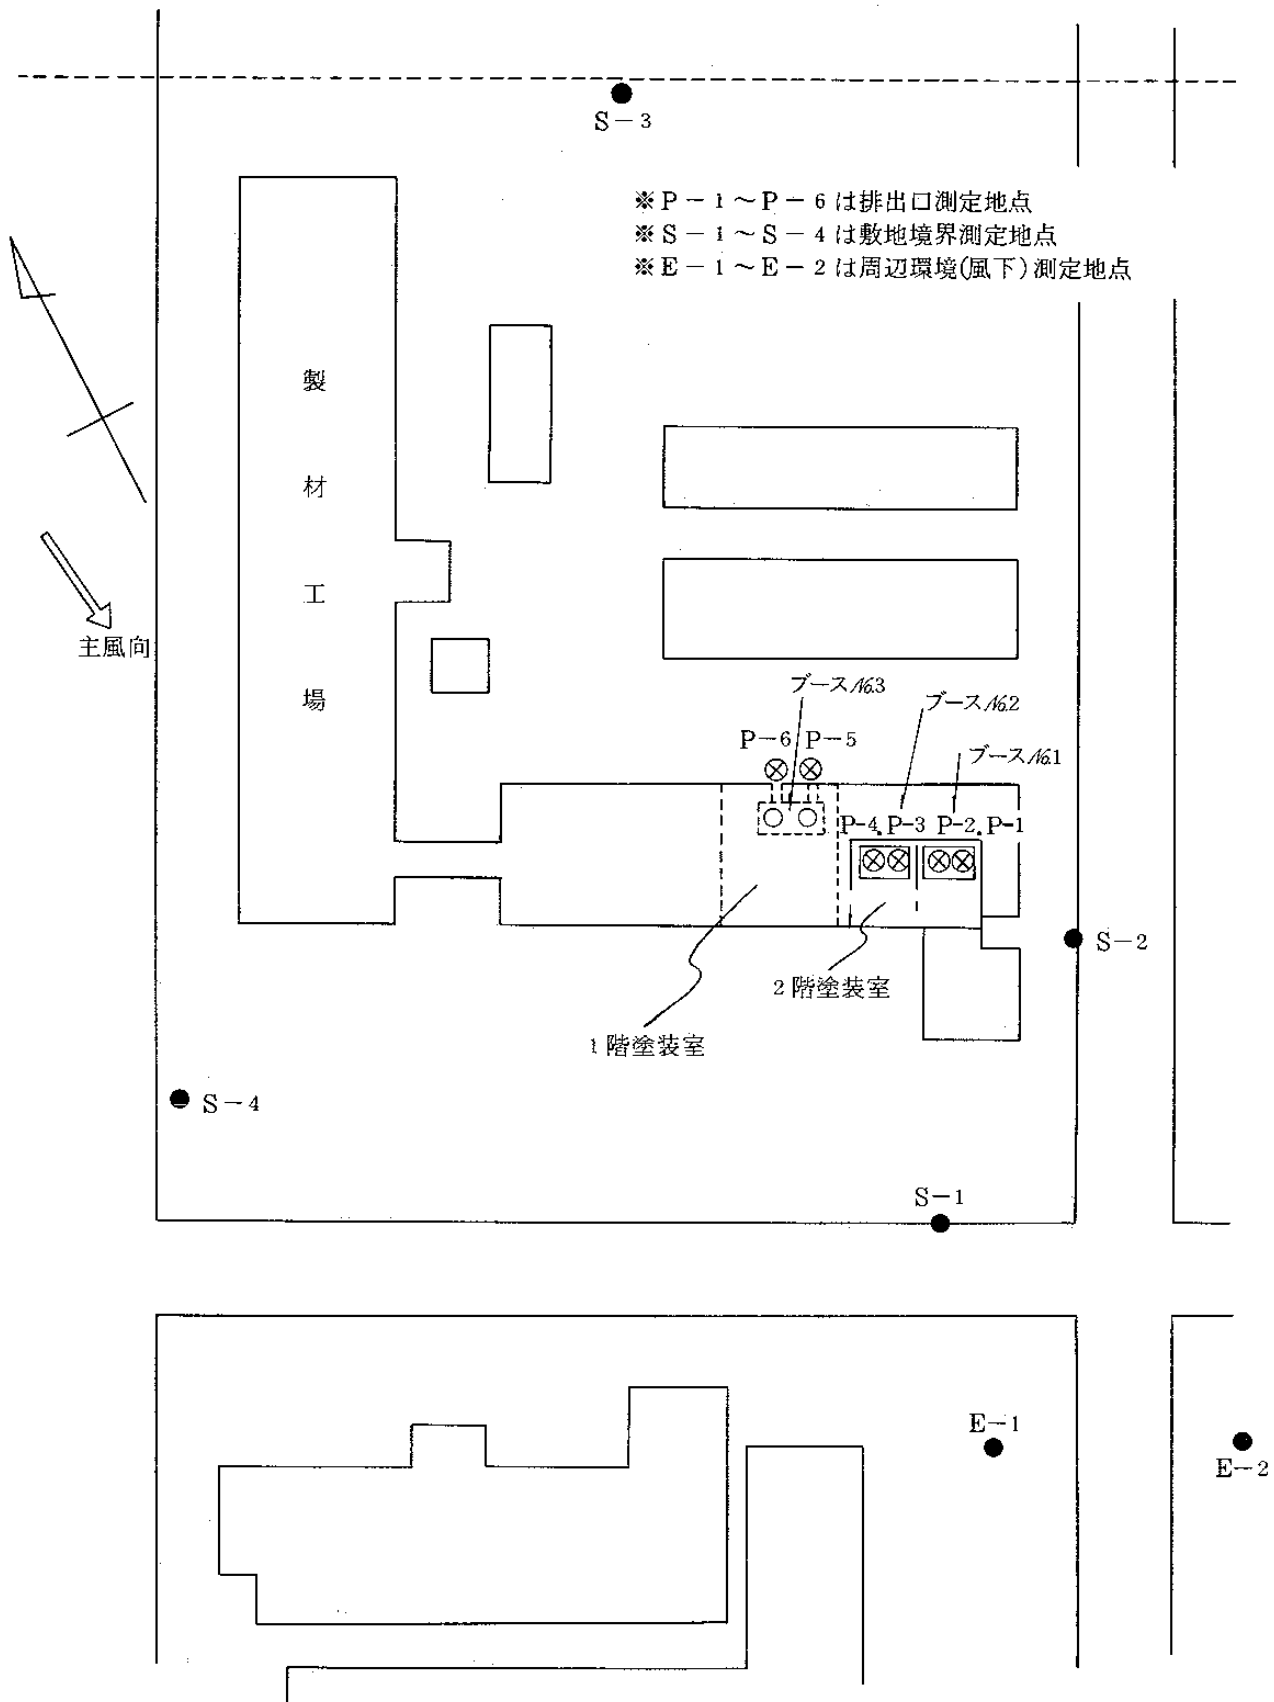 S-3
※P-1~P-6は排出口測定地点
※S-1~S-4は敷地境界測定地点
※E-1~E-2は周辺環境(風下)測定地点
製材工場
主風向
ブースNo.3
ブースNo.2
ブースNo.1
P-6 P-5
P-4.P-3 P-2.P-1
S-2
2階塗装室
1階塗装室
S-4
S-1
E-1
E-2